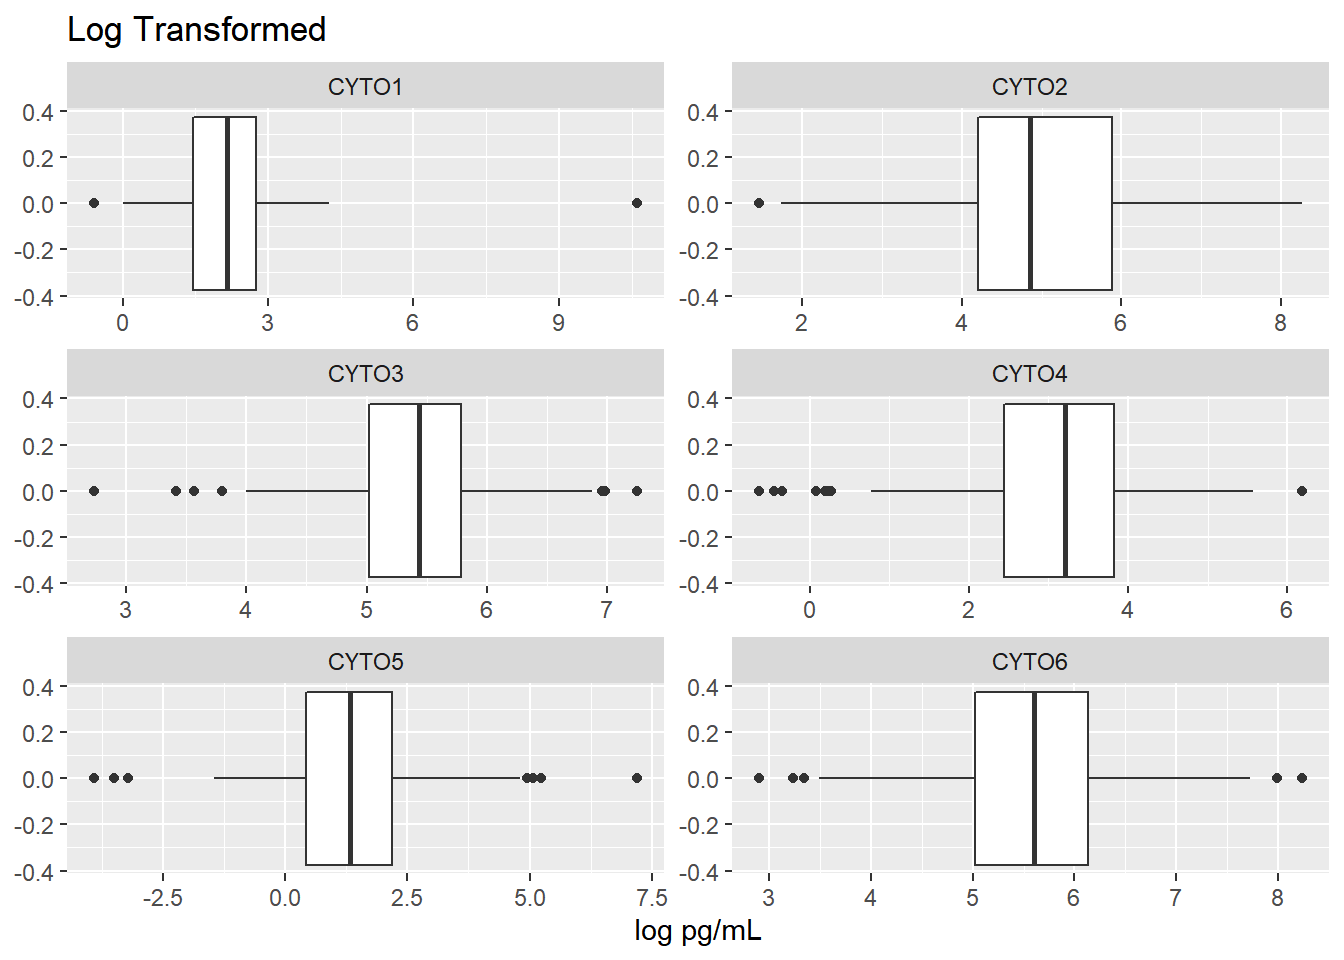 Log Transformed
CYTO1 CYTO2
0.4 0.4
0.2 0.2
0.0 0.0
-0.2 -0.2
-0.4 -0.4
0 3 6 9 2 4 6 8
CYTO3 CYTO4
0.4 0.4
0.2 0.2
0.0 0.0
-0.2 -0.2
-0.4 -0.4
3 4 5 6 7 0 2 4 6
CYTO5 CYTO6
0.4 0.4
0.2 0.2
0.0 0.0
-0.2 -0.2
-0.4 -0.4
-2.5 0.0 2.5 5.0 7.5 3 4 5 6 7 8
log pg/mL